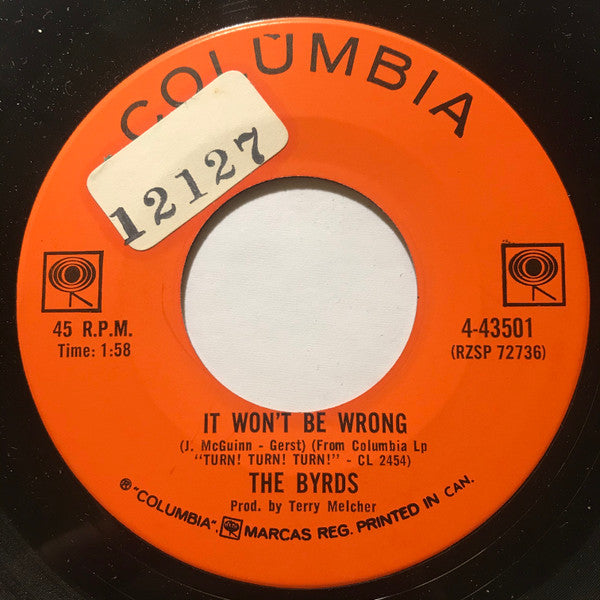 COLUMBIA
12127
45 R.P.M.
Time: 1:58
4-43501
(RZSP 72736)
IT WON'T BE WRONG
(J. McGuinn - Gerst) (From Columbia Lp
"TURN! TURN! TURN!" - CL 2454)
THE BYRDS
Prod. by Terry Melcher
® "COLUMBIA", MARCAS REG. PRINTED IN CAN.